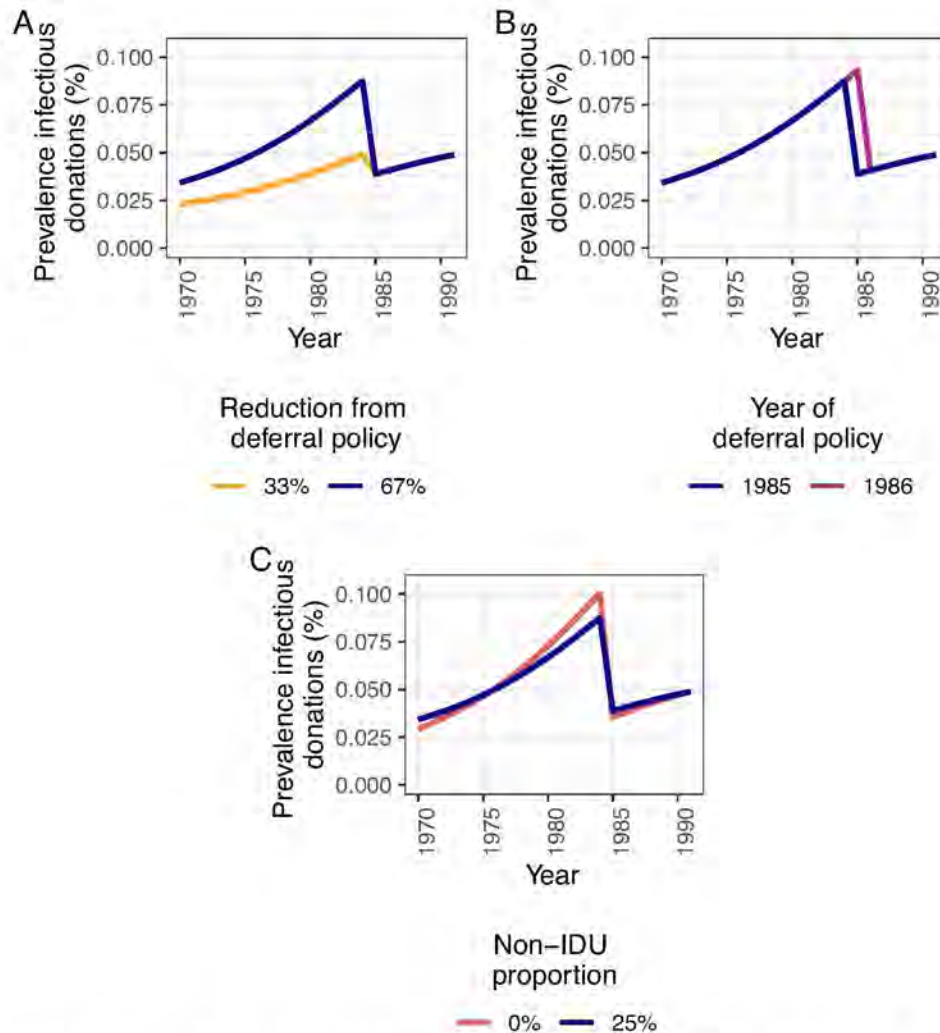 A
Prevalence infectious
donations (%)
0.100
0.075
0.050
0.025
0.000
1970
1975
1980
1985
1990
Year
Reduction from
deferral policy
33%
67%
B
Prevalence infectious
donations (%)
0.100
0.075
0.050
0.025
0.000
1970
1975
1980
1985
1990
Year
Year of
deferral policy
1985
1986
C
Prevalence infectious
donations (%)
0.100
0.075
0.050
0.025
0.000
1970
1975
1980
1985
1990
Year
Non−IDU
proportion
0%
25%